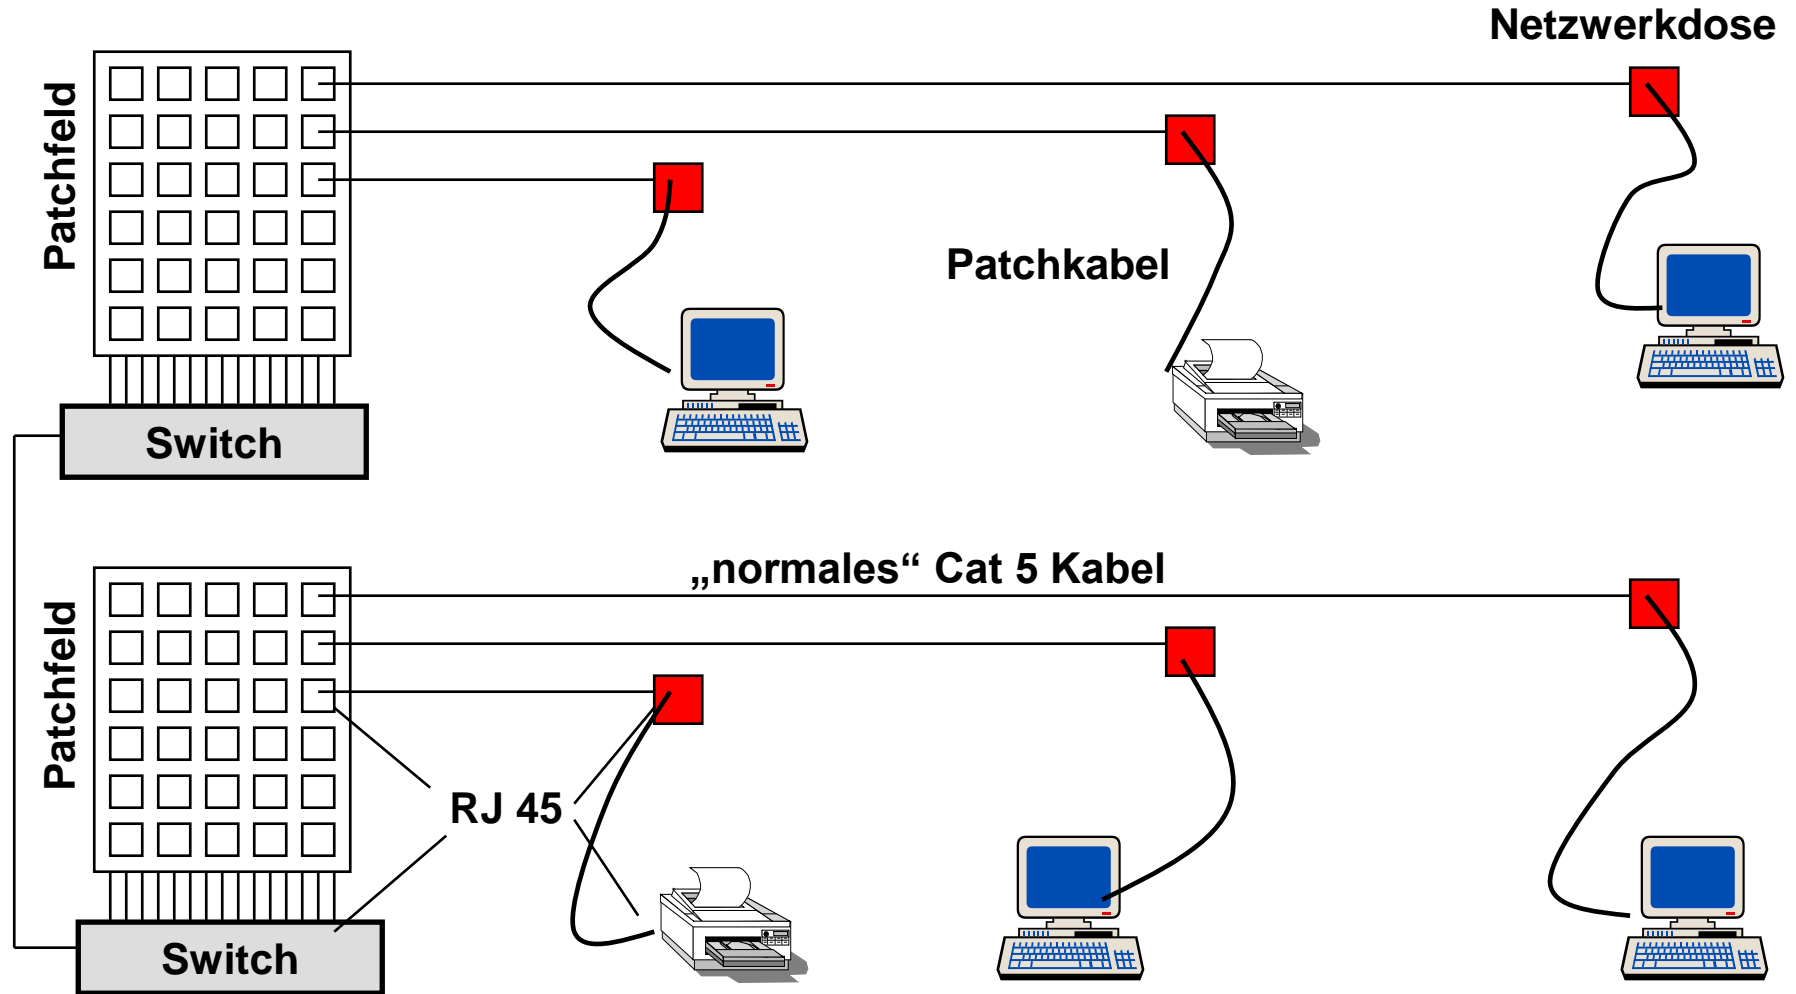 Netzwerkdose
Patchfeld
Patchkabel
Switch
„normales“ Cat 5 Kabel
Patchfeld
RJ 45
Switch